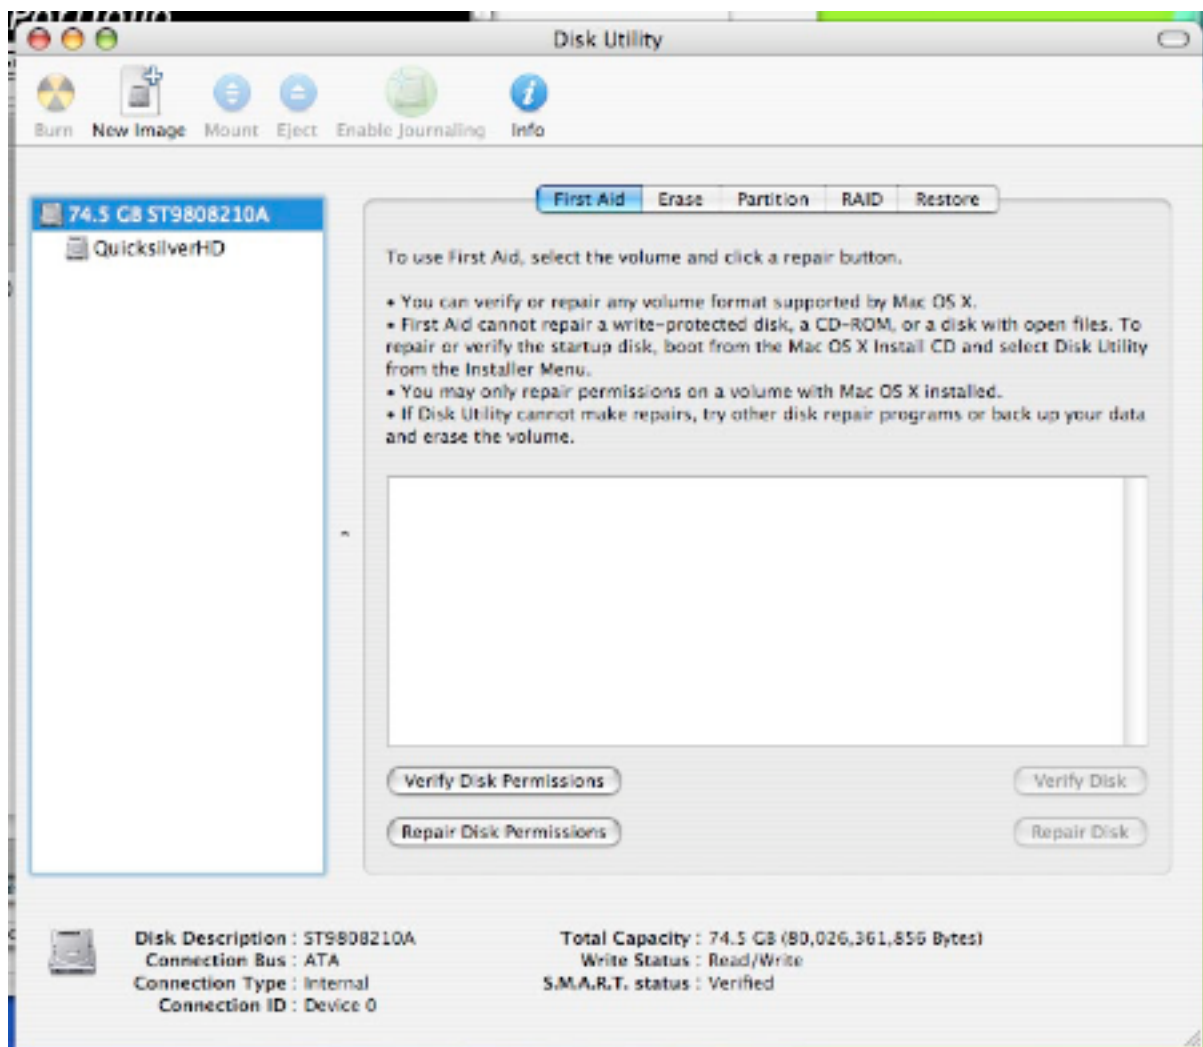 Portfolio
Disk Utility
Burn New Image Mount Eject Enable Journaling Info
74.5 GB ST9808210A
QuicksilverHD
First Aid Erase Partition RAID Restore
To use First Aid, select the volume and click a repair button.
• You can verify or repair any volume format supported by Mac OS X.
• First Aid cannot repair a write-protected disk, a CD-ROM, or a disk with open files. To
repair or verify the startup disk, boot from the Mac OS X Install CD and select Disk Utility
from the Installer Menu.
• You may only repair permissions on a volume with Mac OS X installed.
• If Disk Utility cannot make repairs, try other disk repair programs or back up your data
and erase the volume.
Verify Disk Permissions Verify Disk
Repair Disk Permissions Repair Disk
Disk Description : ST9808210A Total Capacity : 74.5 GB (80,026,361,856 Bytes)
Connection Bus : ATA Write Status : Read/Write
Connection Type : Internal S.M.A.R.T. status : Verified
Connection ID : Device 0